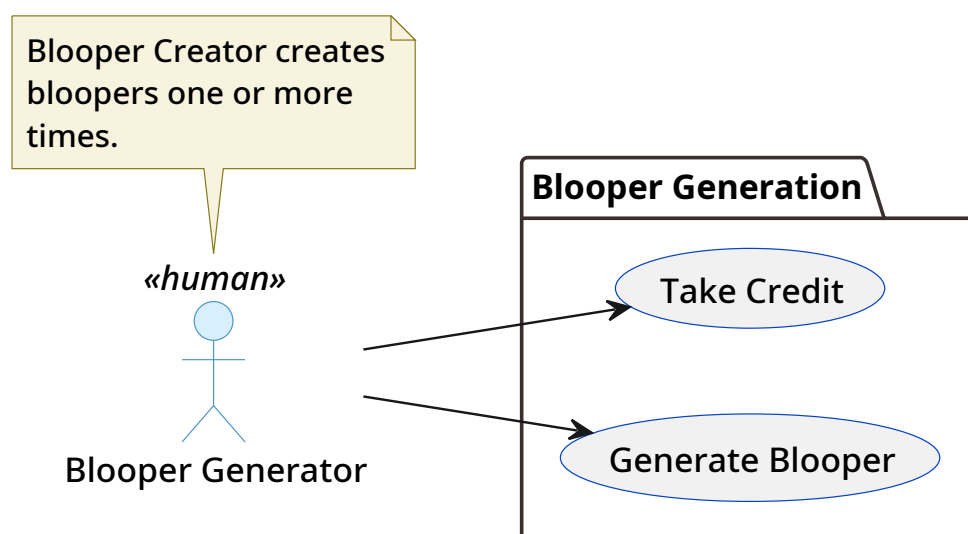 Blooper Creator creates
bloopers one or more
times.
Blooper Generation
«human»
Take Credit
Blooper Generator
Generate Blooper